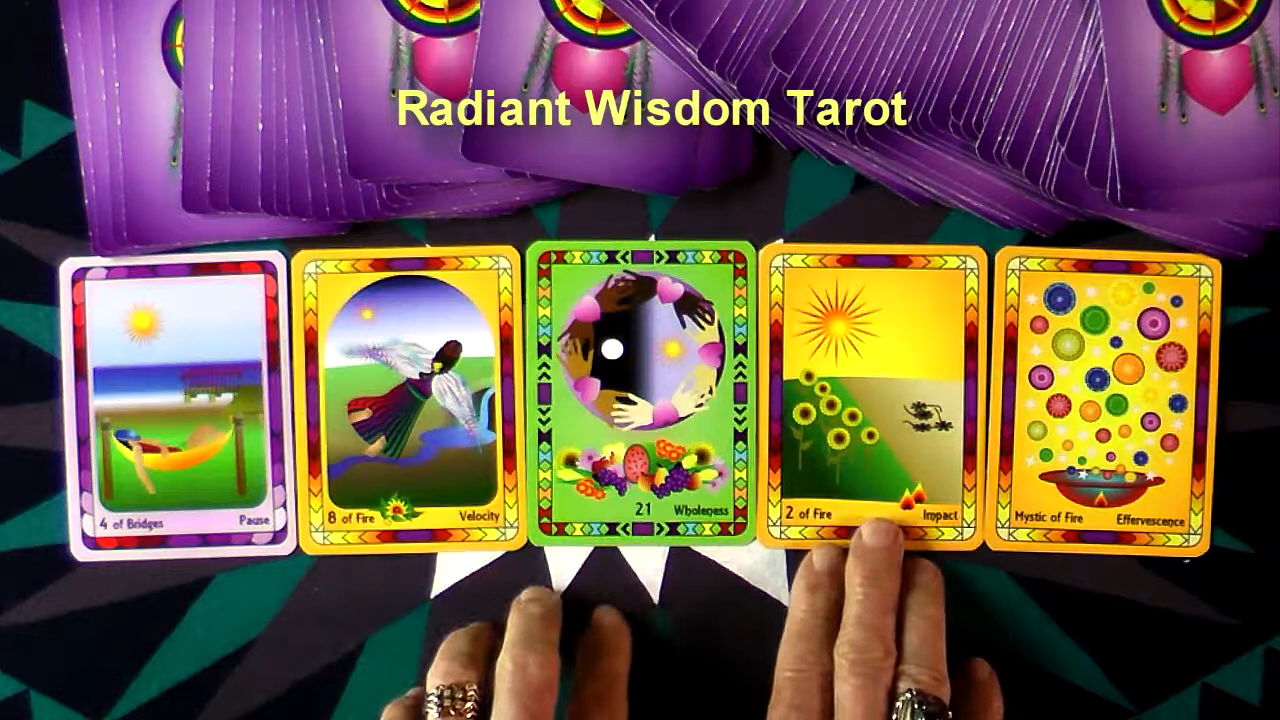 Radiant Wisdom Tarot
4 of Bridges Pause
8 of Fire Velocity
21 Wholeness
2 of Fire Impact
Mystic of Fire Effervescence